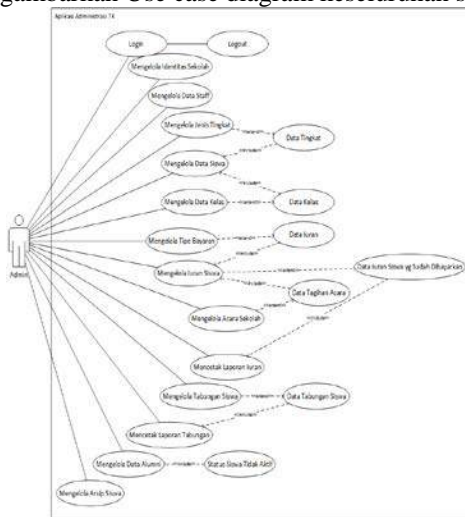 gambarkan Use case diagram keseluruhan s
Aplikasi Administrasi TK
Login
Logout
Mengelola Identitas Sekolah
Mengelola Data Staff
Mengelola Jenis Tingkat
Data Tingkat
Mengelola Data Siswa
Mengelola Data Kelas
Data Kelas
Mengelola Tipe Bayaran
Data Iuran
Mengelola Iuran Siswa
Data Iuran Siswa yg Sudah Dibayarkan
Data Tagihan Acara
Mengelola Acara Sekolah
Mencetak Laporan Iuran
Mengelola Tabungan Siswa
Data Tabungan Siswa
Mencetak Laporan Tabungan
Mengelola Data Alumni
Status Siswa Tidak Aktif
Mengelola Arsip Siswa
Admin